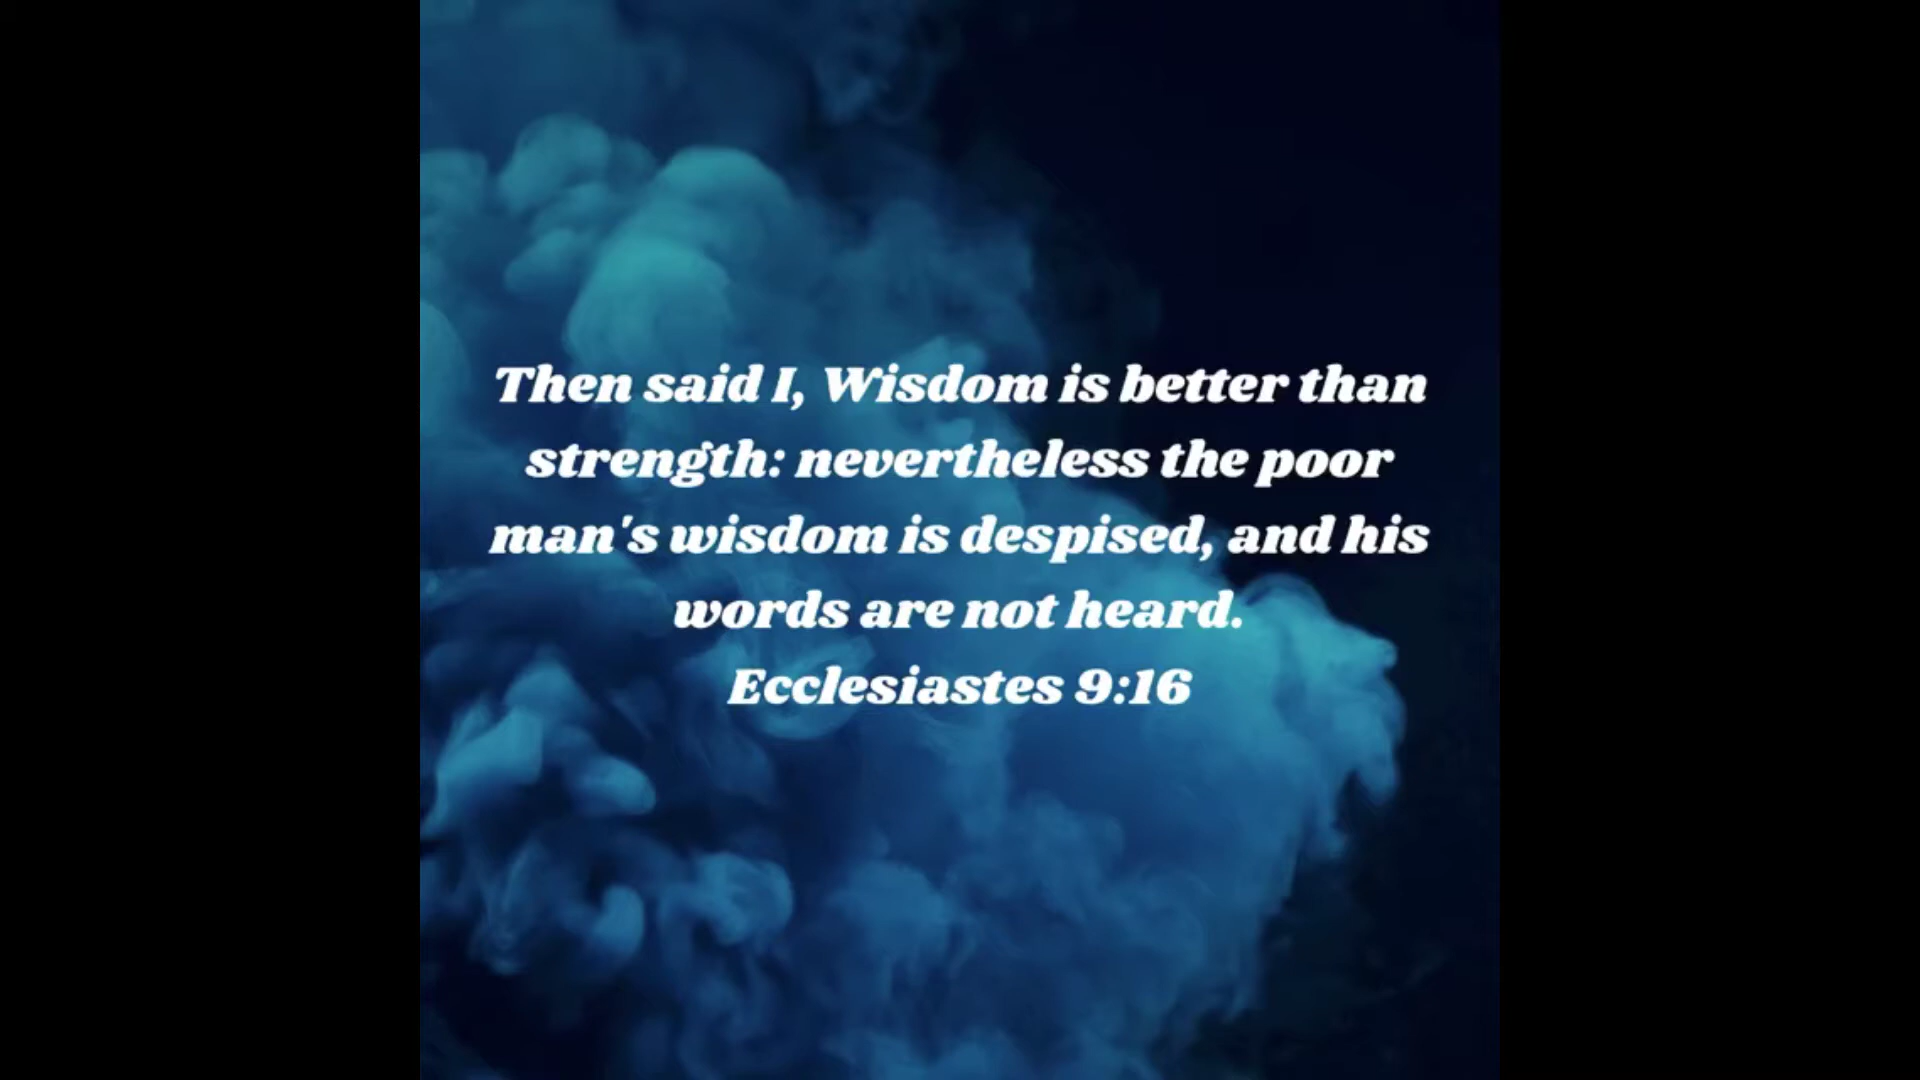 Then said I, Wisdom is better than
strength: nevertheless the poor
man's wisdom is despised, and his
words are not heard.
Ecclesiastes 9:16